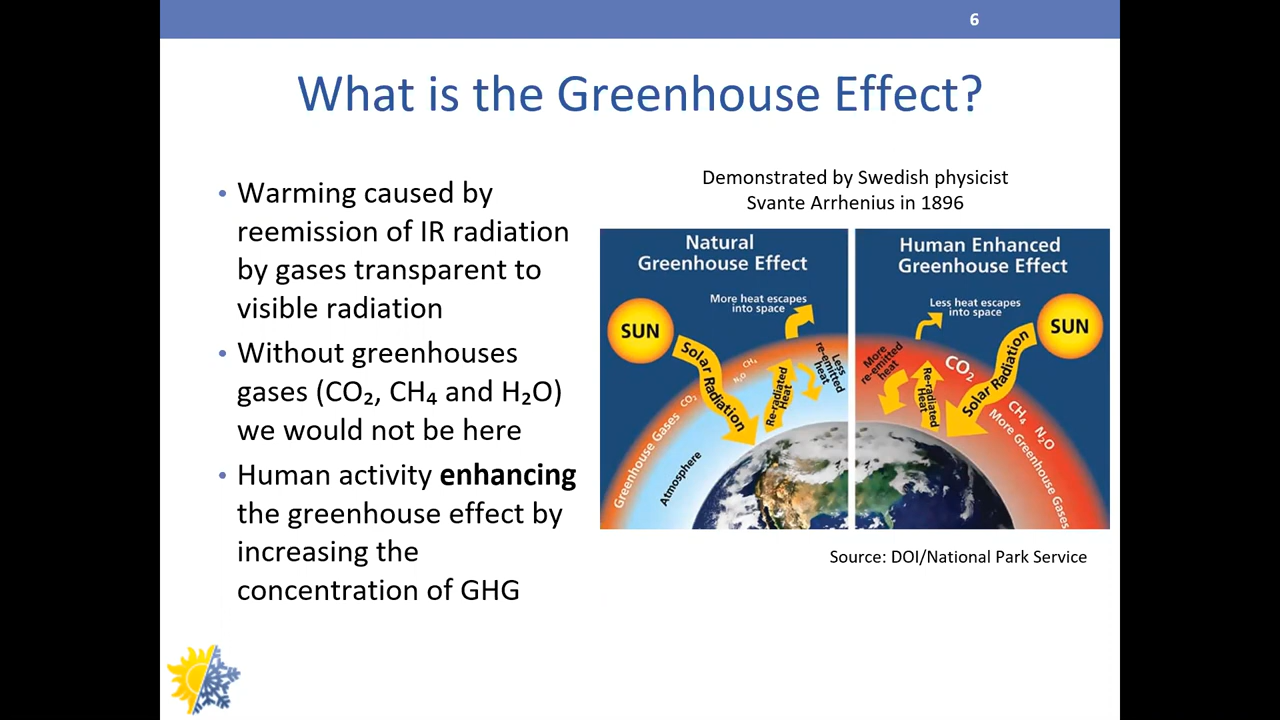 6
What is the Greenhouse Effect?
• Warming caused by
reemission of IR radiation
by gases transparent to
visible radiation
• Without greenhouses
gases (CO₂, CH₄ and H₂O)
we would not be here
• Human activity enhancing
the greenhouse effect by
increasing the
concentration of GHG
Demonstrated by Swedish physicist
Svante Arrhenius in 1896
Natural
Greenhouse Effect
More heat escapes
into space
SUN
Solar Radiation
CH₄
N₂O
CO₂
Greenhouse Gases
Atmosphere
Re-radiated
Heat
Less
re-emitted
heat
Human Enhanced
Greenhouse Effect
Less heat escapes
into space
SUN
Solar Radiation
More
re-emitted
heat
Re-radiated
Heat
CO₂
CH₄
N₂O
More Greenhouse Gases
Source: DOI/National Park Service